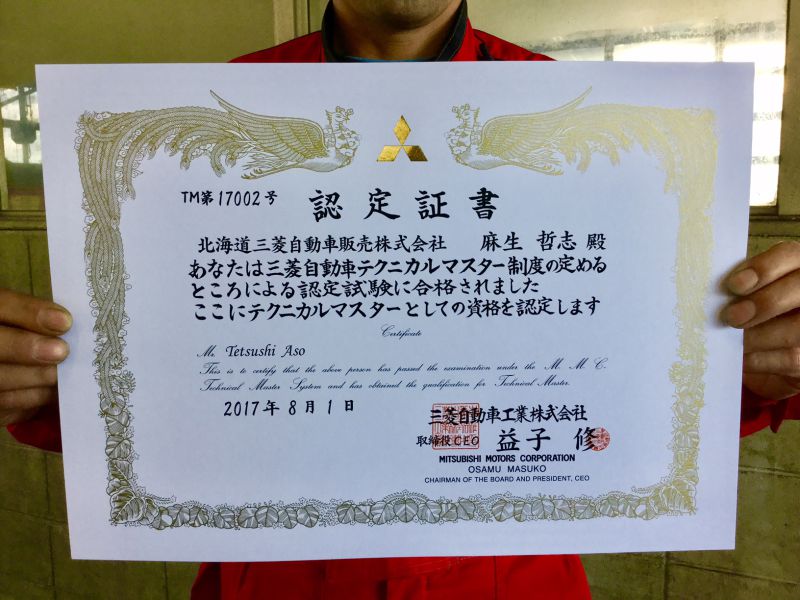 TM第17002号
認定証書
北海道三菱自動車販売株式会社 麻生 哲志 殿
あなたは三菱自動車テクニカルマスター制度の定める
ところによる認定試験に合格されました
ここにテクニカルマスターとしての資格を認定します
Certificate
Mr. Tetsushi Aso
This is to certify that the above person has passed the examination under the M. M. C.
Technical Master System and has obtained the qualification for Technical Master.
2017年8月1日
三菱自動車工業株式会社
取締役CEO 益子 修
MITSUBISHI MOTORS CORPORATION
OSAMU MASUKO
CHAIRMAN OF THE BOARD AND PRESIDENT, CEO